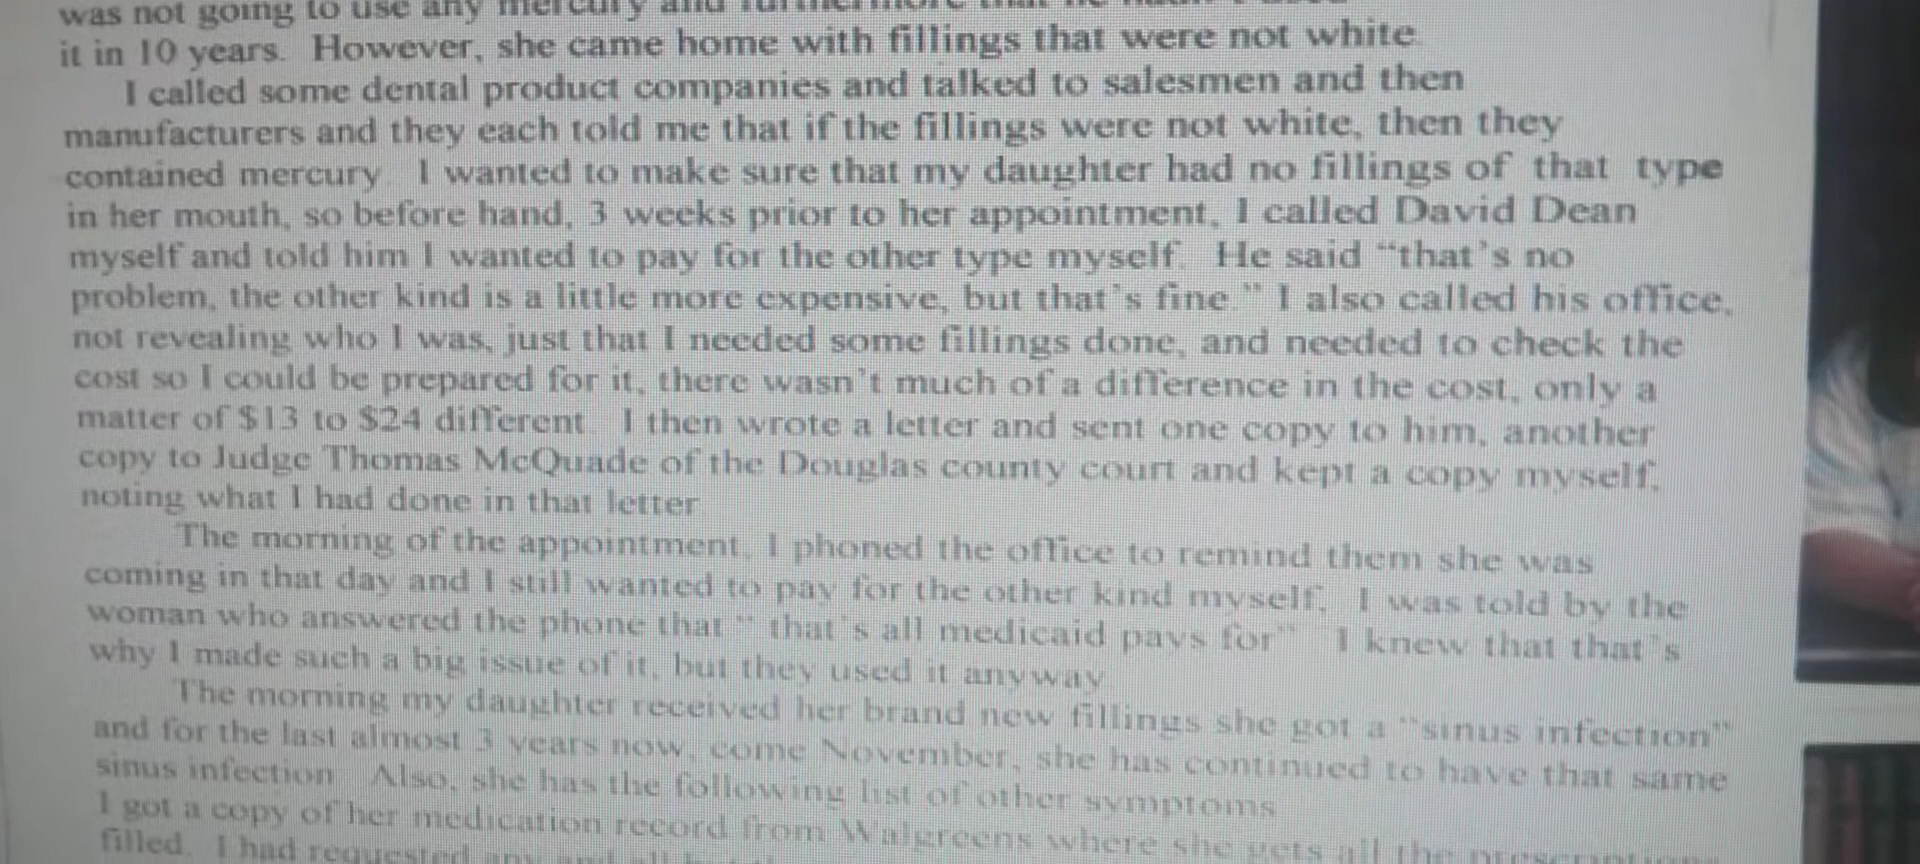 was not going to use any mercury and furthermore that he hadn't used
it in 10 years. However, she came home with fillings that were not white.
I called some dental product companies and talked to salesmen and then
manufacturers and they each told me that if the fillings were not white, then they
contained mercury. I wanted to make sure that my daughter had no fillings of that type
in her mouth, so before hand, 3 weeks prior to her appointment, I called David Dean
myself and told him I wanted to pay for the other type myself. He said "that's no
problem, the other kind is a little more expensive, but that's fine." I also called his office,
not revealing who I was, just that I needed some fillings done, and needed to check the
cost so I could be prepared for it, there wasn't much of a difference in the cost, only a
matter of $13 to $24 different. I then wrote a letter and sent one copy to him, another
copy to Judge Thomas McQuade of the Douglas county court and kept a copy myself,
noting what I had done in that letter
The morning of the appointment, I phoned the office to remind them she was
coming in that day and I still wanted to pay for the other kind myself. I was told by the
woman who answered the phone that " that's all medicaid pays for" I knew that that's
why I made such a big issue of it, but they used it anyway.
The morning my daughter received her brand new fillings she got a "sinus infection"
and for the last almost 3 years now, come November, she has continued to have that same
sinus infection. Also, she has the following list of other symptoms
I got a copy of her medication record from Walgreens where she gets all the
filled. I had requested any and all